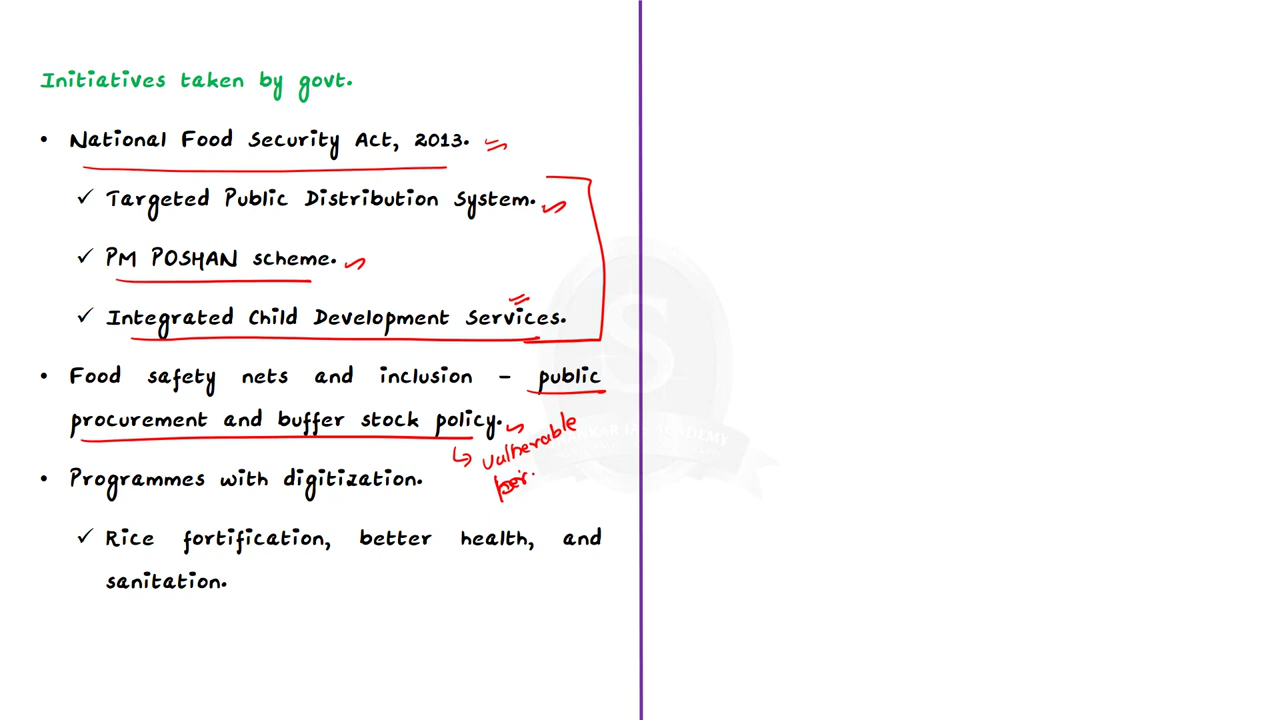 Initiatives taken by govt.
• National Food Security Act, 2013.
✓ Targeted Public Distribution System.
✓ PM POSHAN scheme.
✓ Integrated Child Development Services.
• Food safety nets and inclusion – public
procurement and buffer stock policy.
vulnerable
• Programmes with digitization.
✓ Rice fortification, better health, and
sanitation.